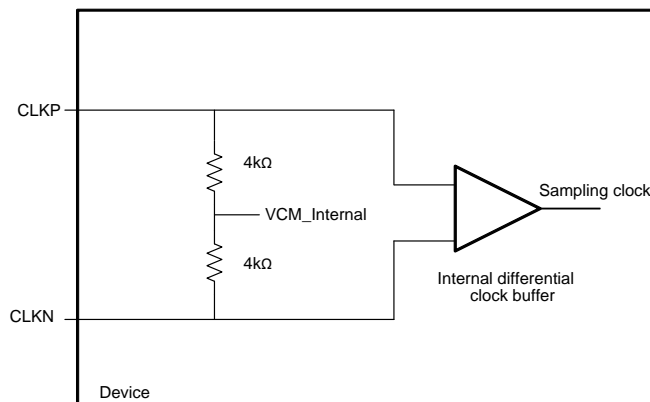 CLKP
4kΩ
Sampling clock
VCM_Internal
4kΩ
Internal differential
clock buffer
CLKN
Device